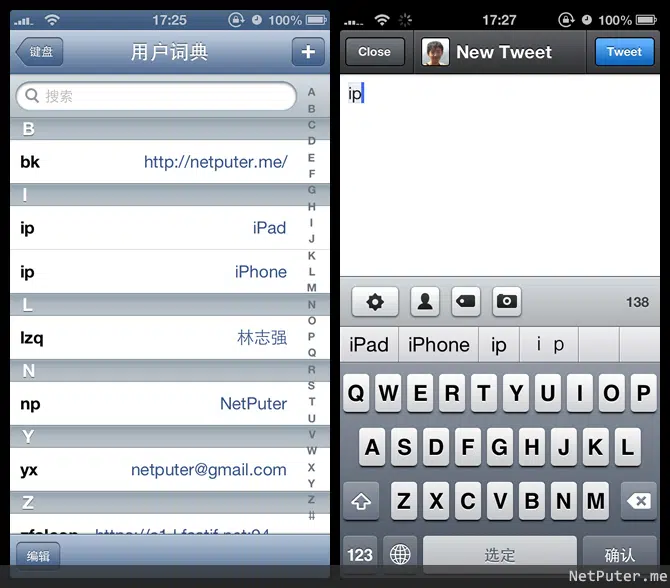 17:25
100%
键盘
用户词典
+
搜索
B
bk http://netputer.me/
I
ip iPad
ip iPhone
L
lzq 林志强
N
np NetPuter
Y
yx netputer@gmail.com
Z
编辑
A
B
C
D
E
F
G
H
I
J
K
L
M
N
O
P
Q
R
S
T
U
V
W
X
Y
Z
#
17:27
100%
Close
New Tweet
Tweet
ip
138
iPad iPhone ip i p
Q W E R T Y U I O P
A S D F G H J K L
Z X C V B N M
123 选定 确认
NetPuter.me